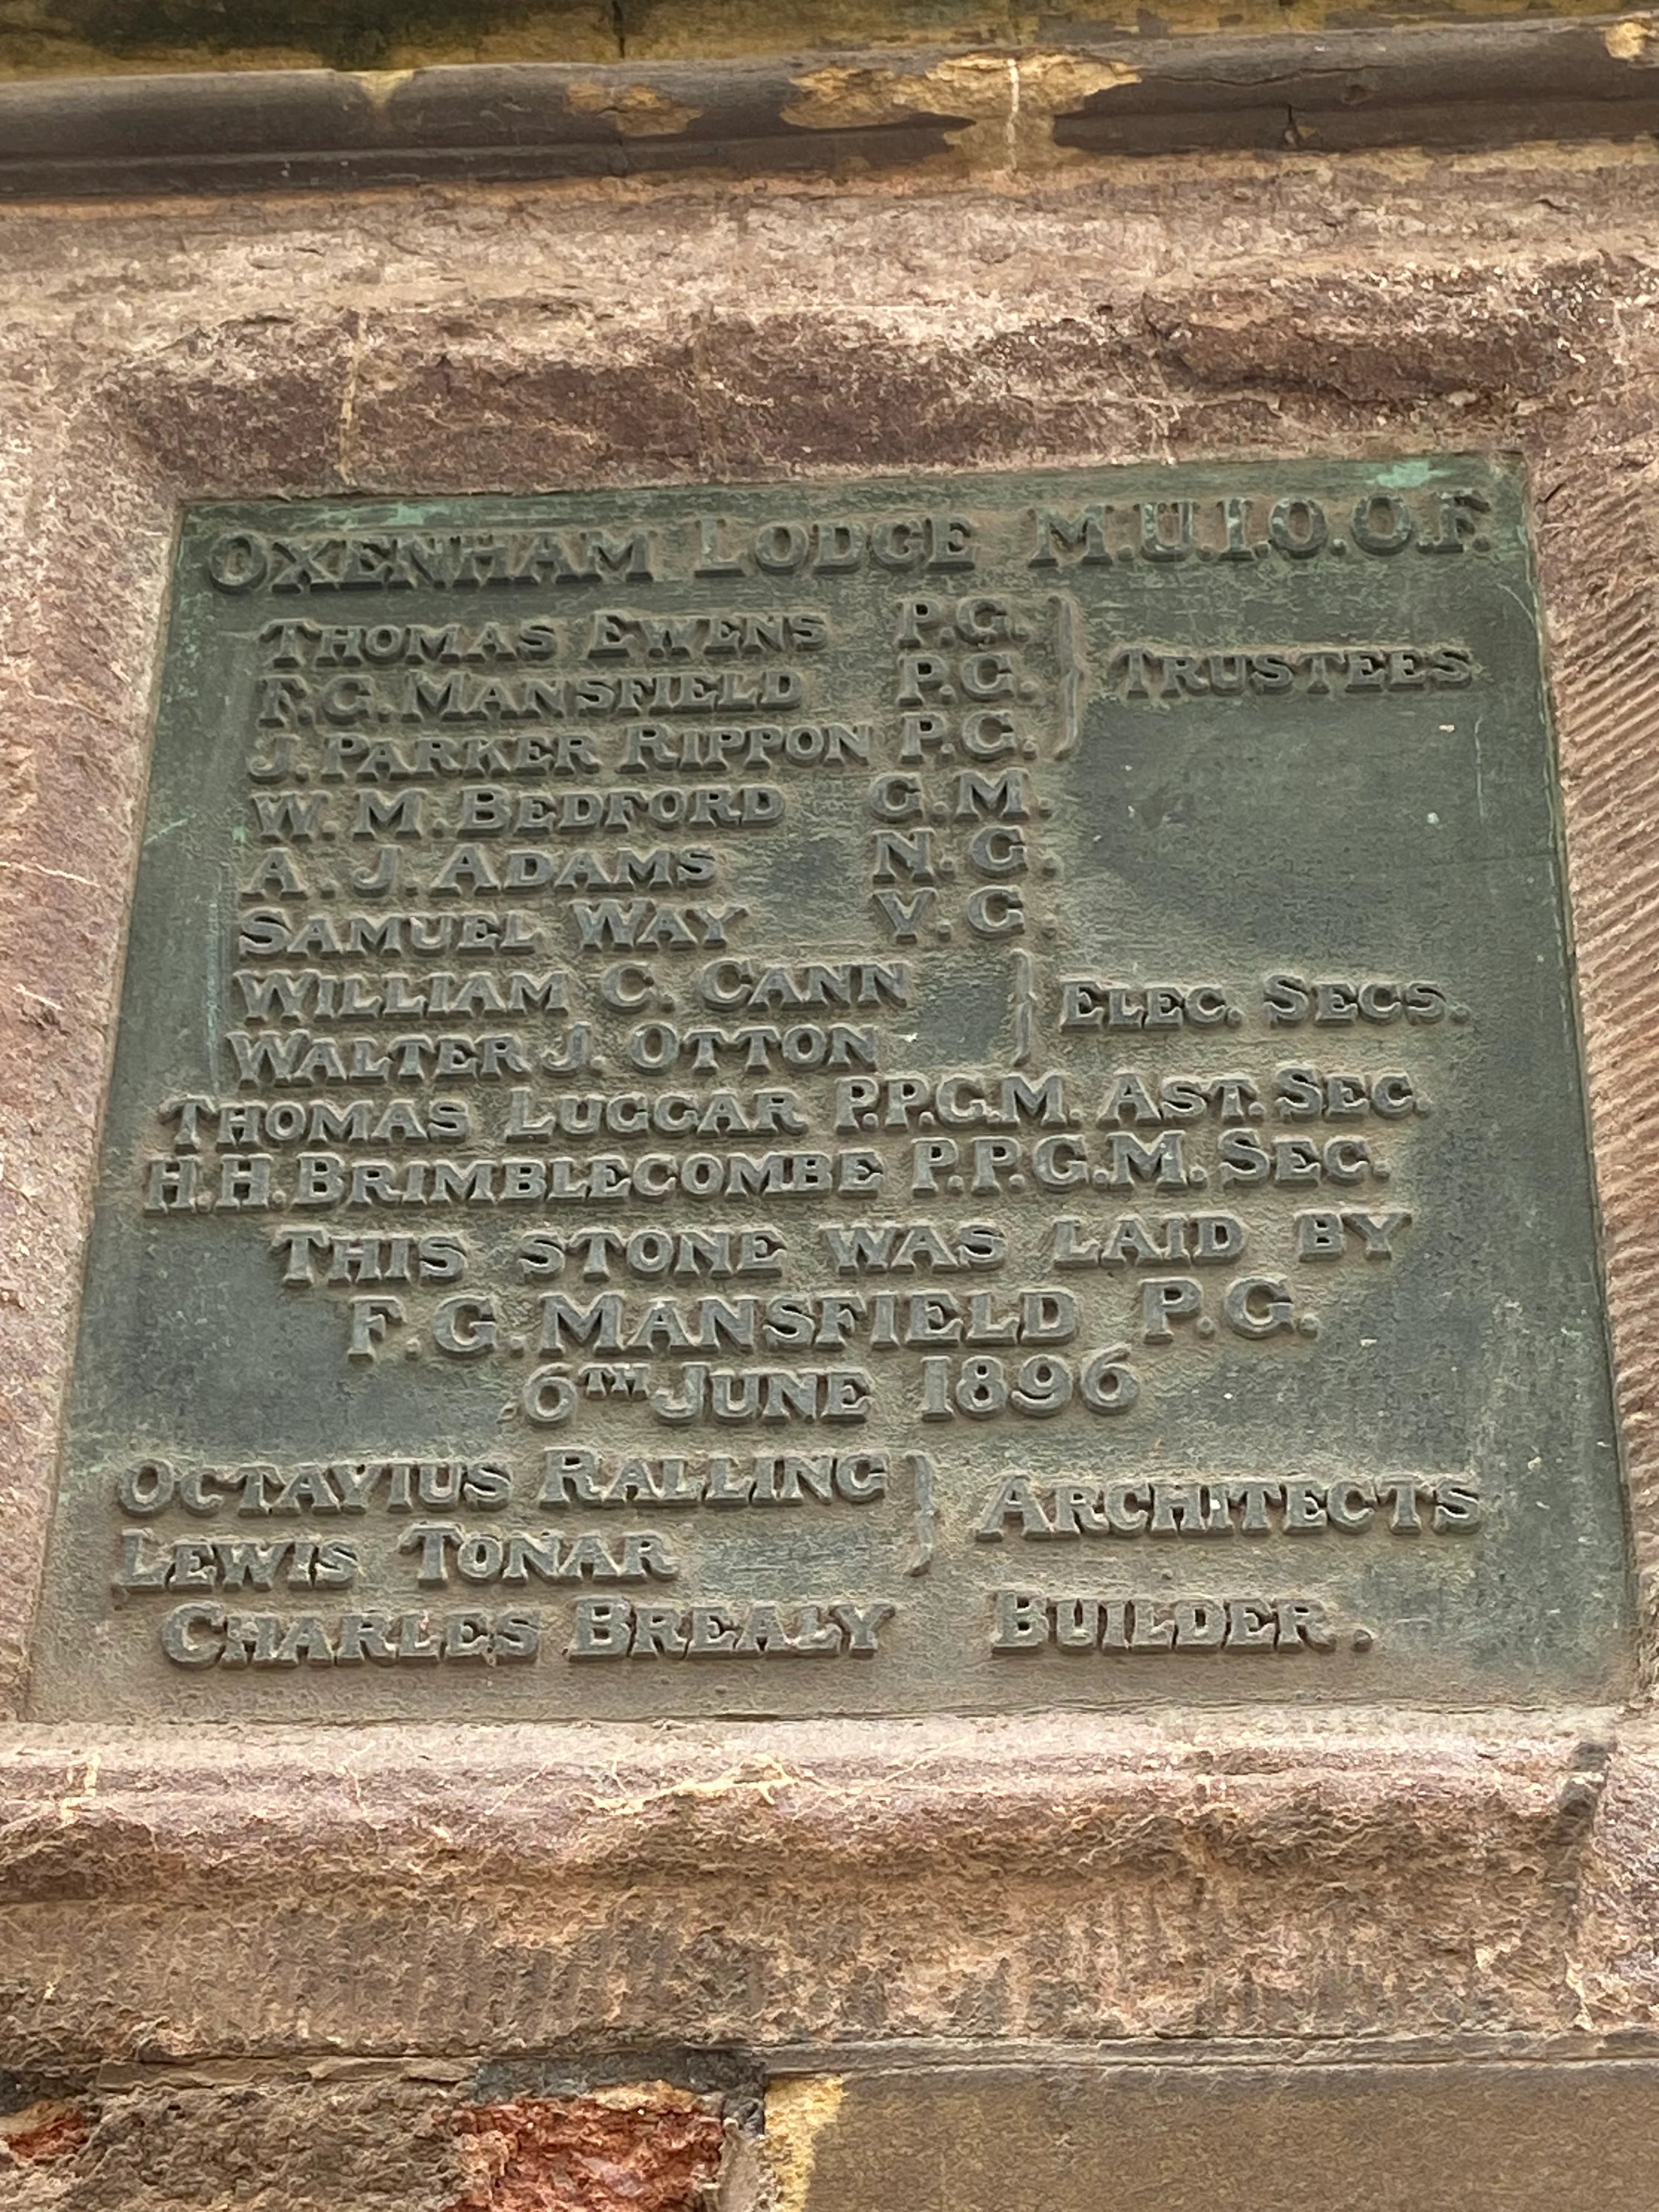 OXENHAM LODGE M.U.I.O.O.F.
THOMAS EWENS P.G.
F.G. MANSFIELD P.G. } TRUSTEES
J. PARKER RIPPON P.G.
W. M. BEDFORD G.M.
A. J. ADAMS N.G.
SAMUEL WAY V.G.
WILLIAM C. CANN } ELEC. SECS.
WALTER J. OTTON
THOMAS LUGGAR P.P.G.M. AST. SEC.
H.H. BRIMBLECOMBE P.P.G.M. SEC.
THIS STONE WAS LAID BY
F.G. MANSFIELD P.G.
6TH JUNE 1896
OCTAVIUS RALLING } ARCHITECTS
LEWIS TONAR
CHARLES BREALY BUILDER.